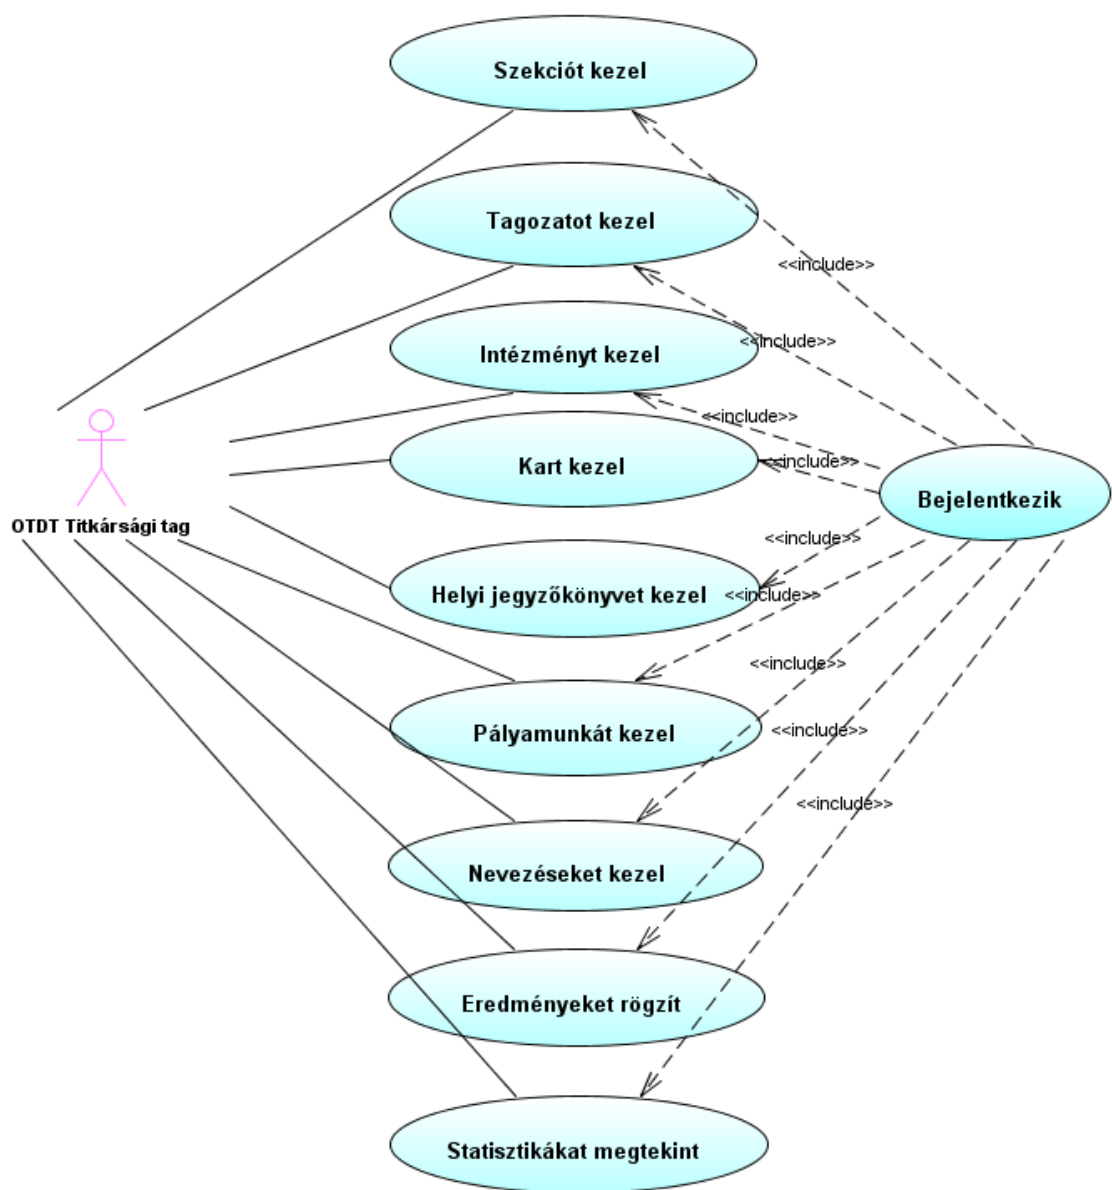 Szekciót kezel
Tagozatot kezel
<<include>>
<<include>>
Intézményt kezel
<<include>>
Kart kezel
<<include>>
Bejelentkezik
OTDT Titkársági tag
<<include>>
Helyi jegyzőkönyvet kezel
<<include>>
<<include>>
Pályamunkát kezel
<<include>>
<<include>>
Nevezéseket kezel
Eredményeket rögzít
Statisztikákat megtekint